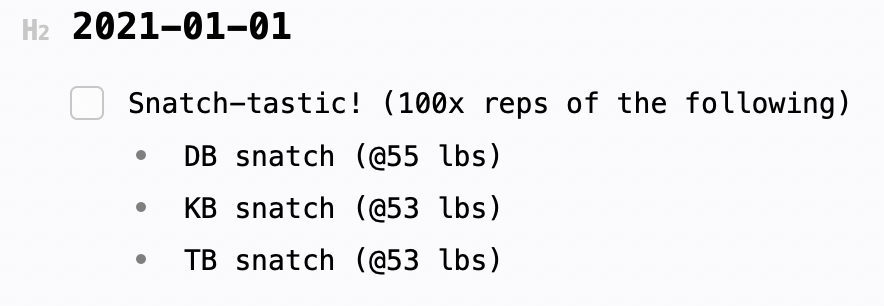 H2 2021-01-01
Snatch-tastic! (100x reps of the following)
• DB snatch (@55 lbs)
• KB snatch (@53 lbs)
• TB snatch (@53 lbs)